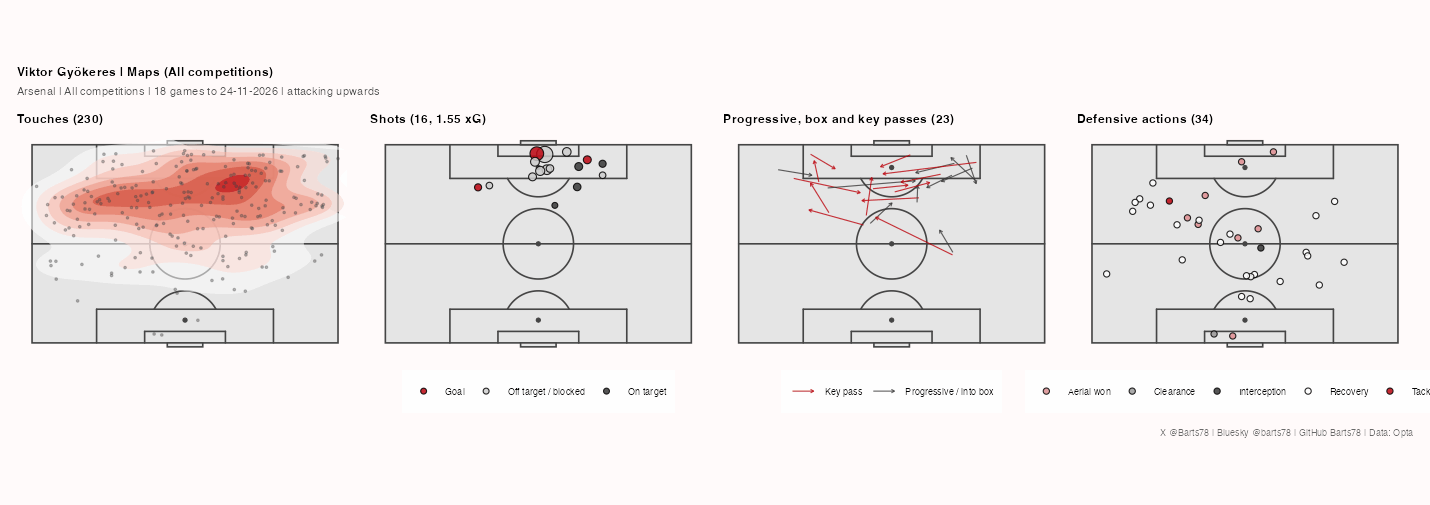 Viktor Gyökeres | Maps (All competitions)
Arsenal | All competitions | 18 games to 24-11-2026 | attacking upwards
Touches (230)
Shots (16, 1.55 xG)
Progressive, box and key passes (23)
Defensive actions (34)
Goal
Off target / blocked
On target
Key pass
Progressive / Into box
Aerial won
Clearance
Interception
Recovery
Tack
X @Barts78 | Bluesky @barts78 | GitHub Barts78 | Data: Opta